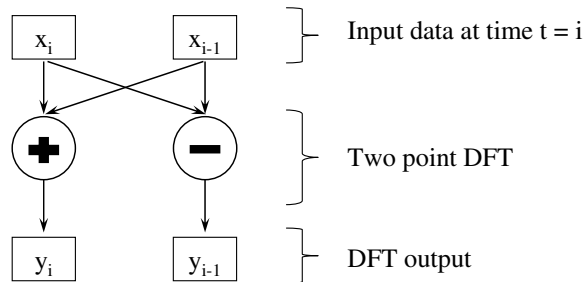 x_i x_{i-1} Input data at time t = i
+ − Two point DFT
y_i y_{i-1} DFT output